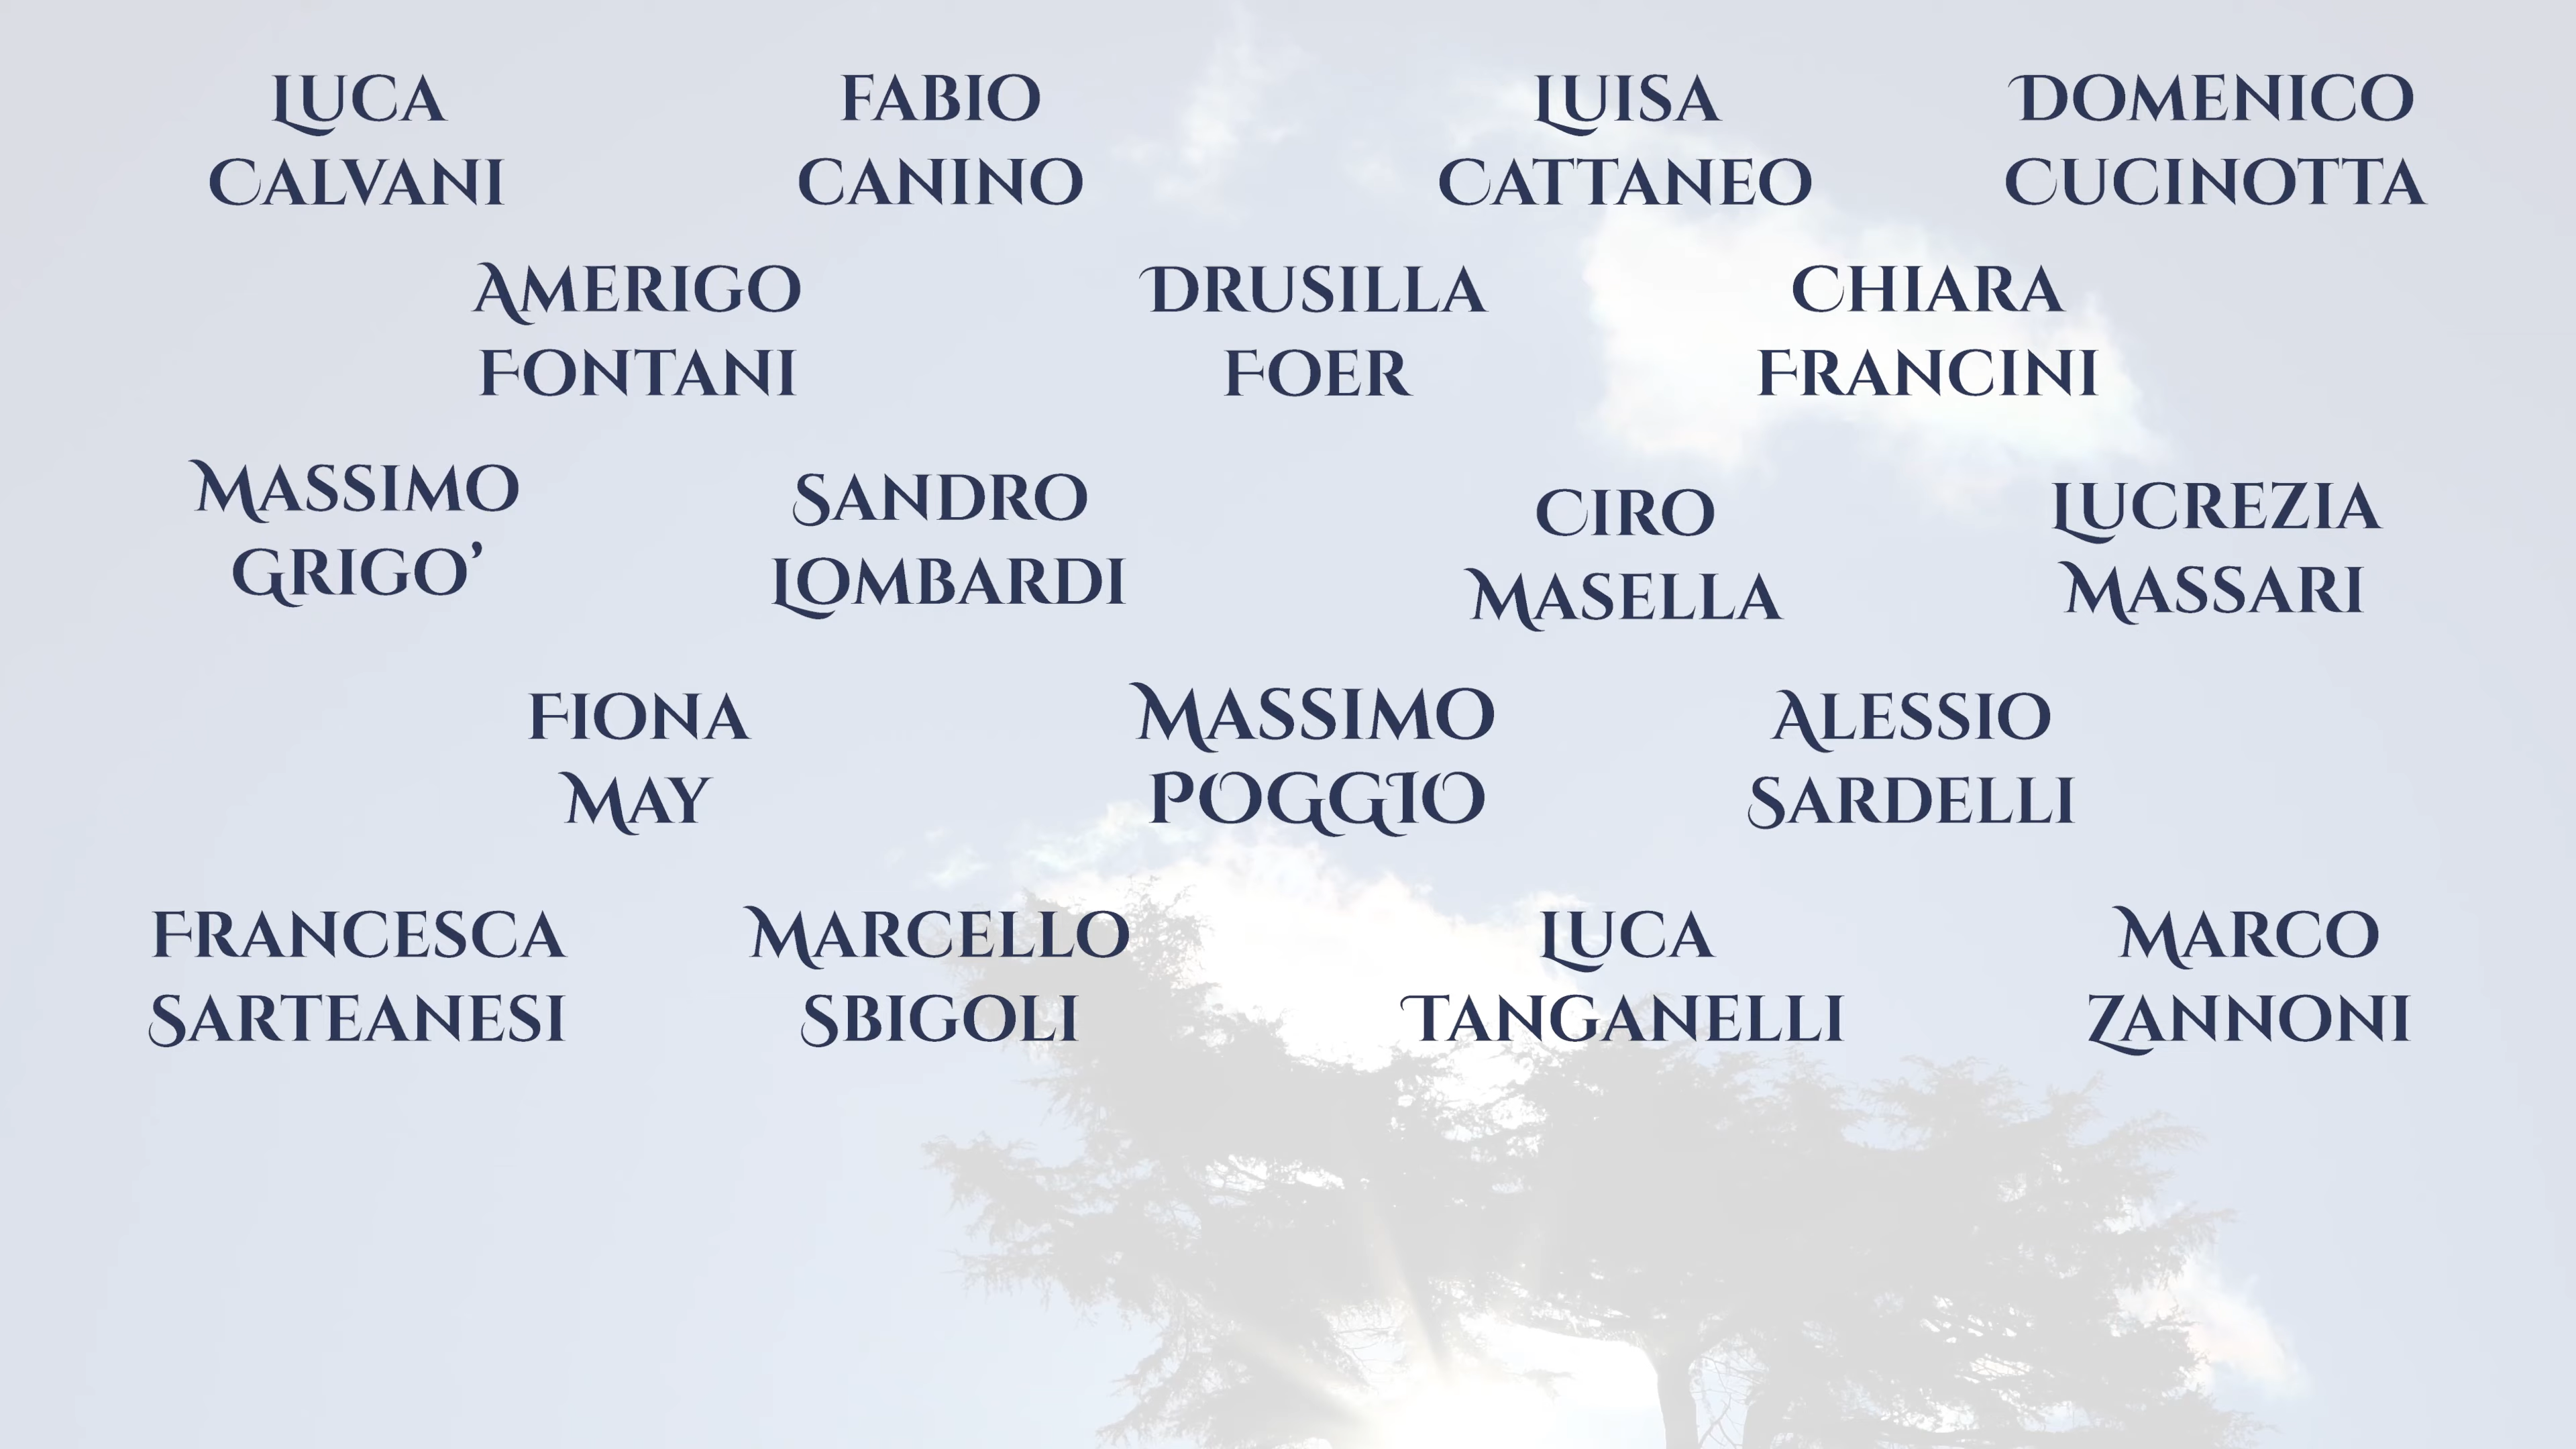 Luca
Calvani
Fabio
Canino
Luisa
Cattaneo
Domenico
Cucinotta
Amerigo
Fontani
Drusilla
Foer
Chiara
Francini
Massimo
Grigo’
Sandro
Lombardi
Ciro
Masella
Lucrezia
Massari
Fiona
May
Massimo
POGGIO
Alessio
Sardelli
Francesca
Sarteanesi
Marcello
Sbigoli
Luca
Tanganelli
Marco
Zannoni